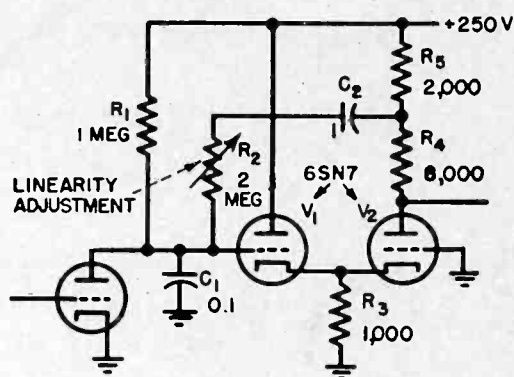 +250 V
R5
2,000
C2
1
R1
1 MEG
R2
2
MEG
LINEARITY
ADJUSTMENT
R4
8,000
6SN7
V1
V2
C1
0.1
R3
1,000